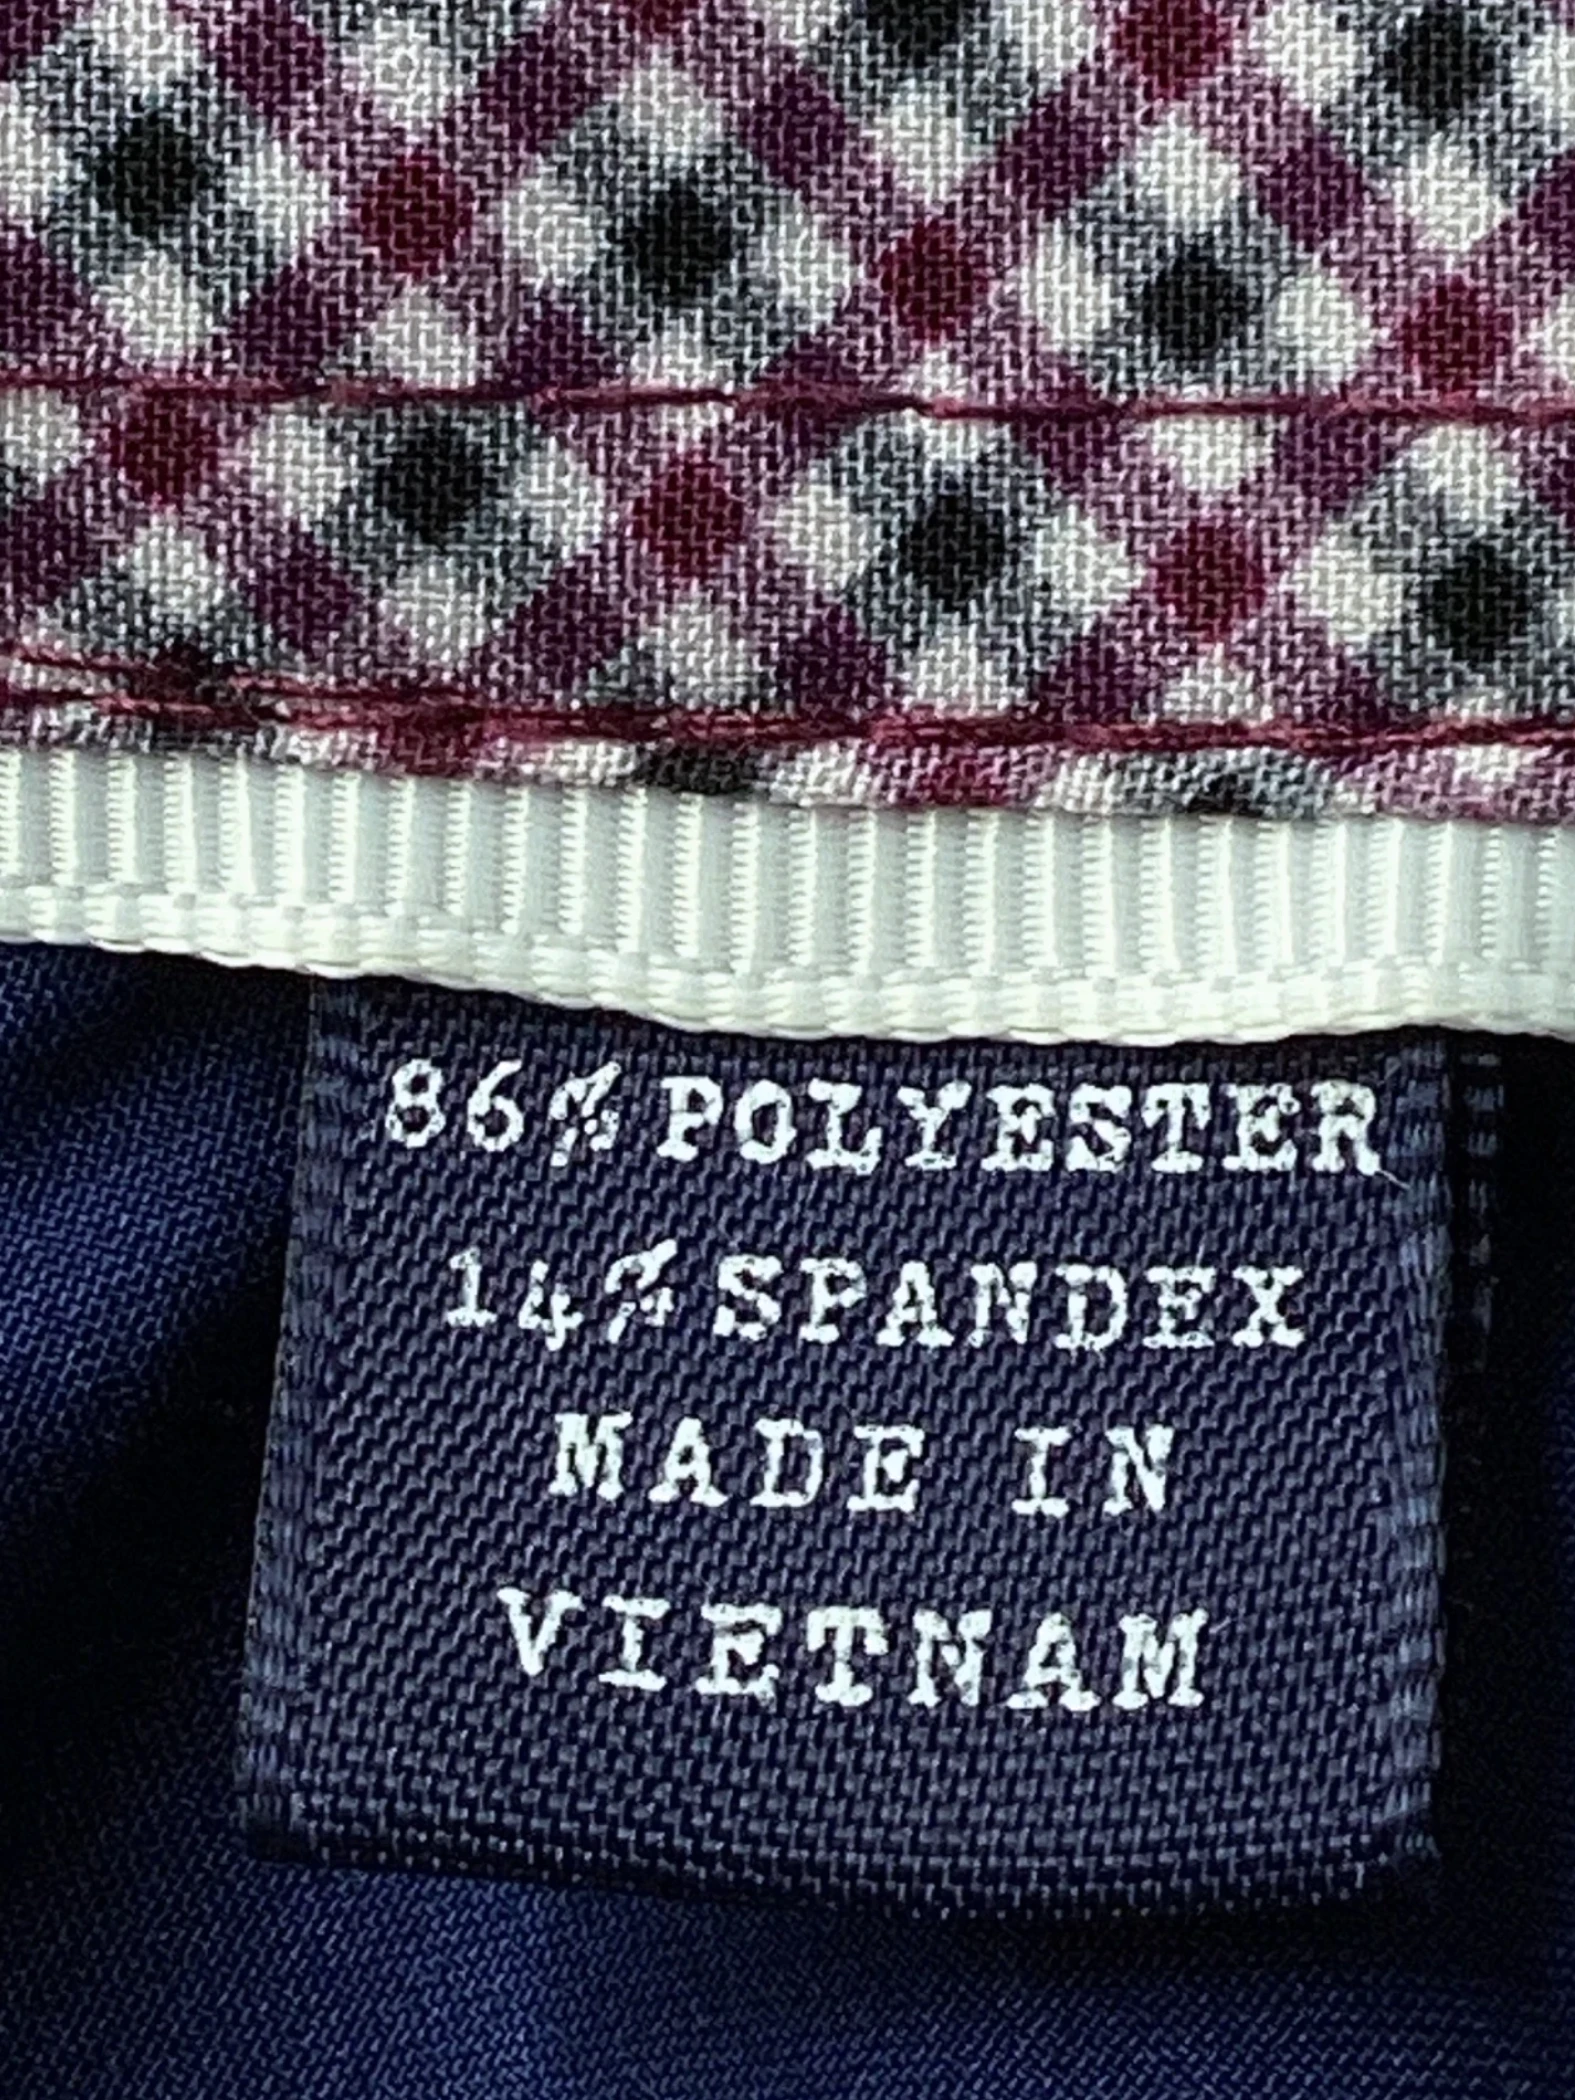 86% POLYESTER
14% SPANDEX
MADE IN
VIETNAM